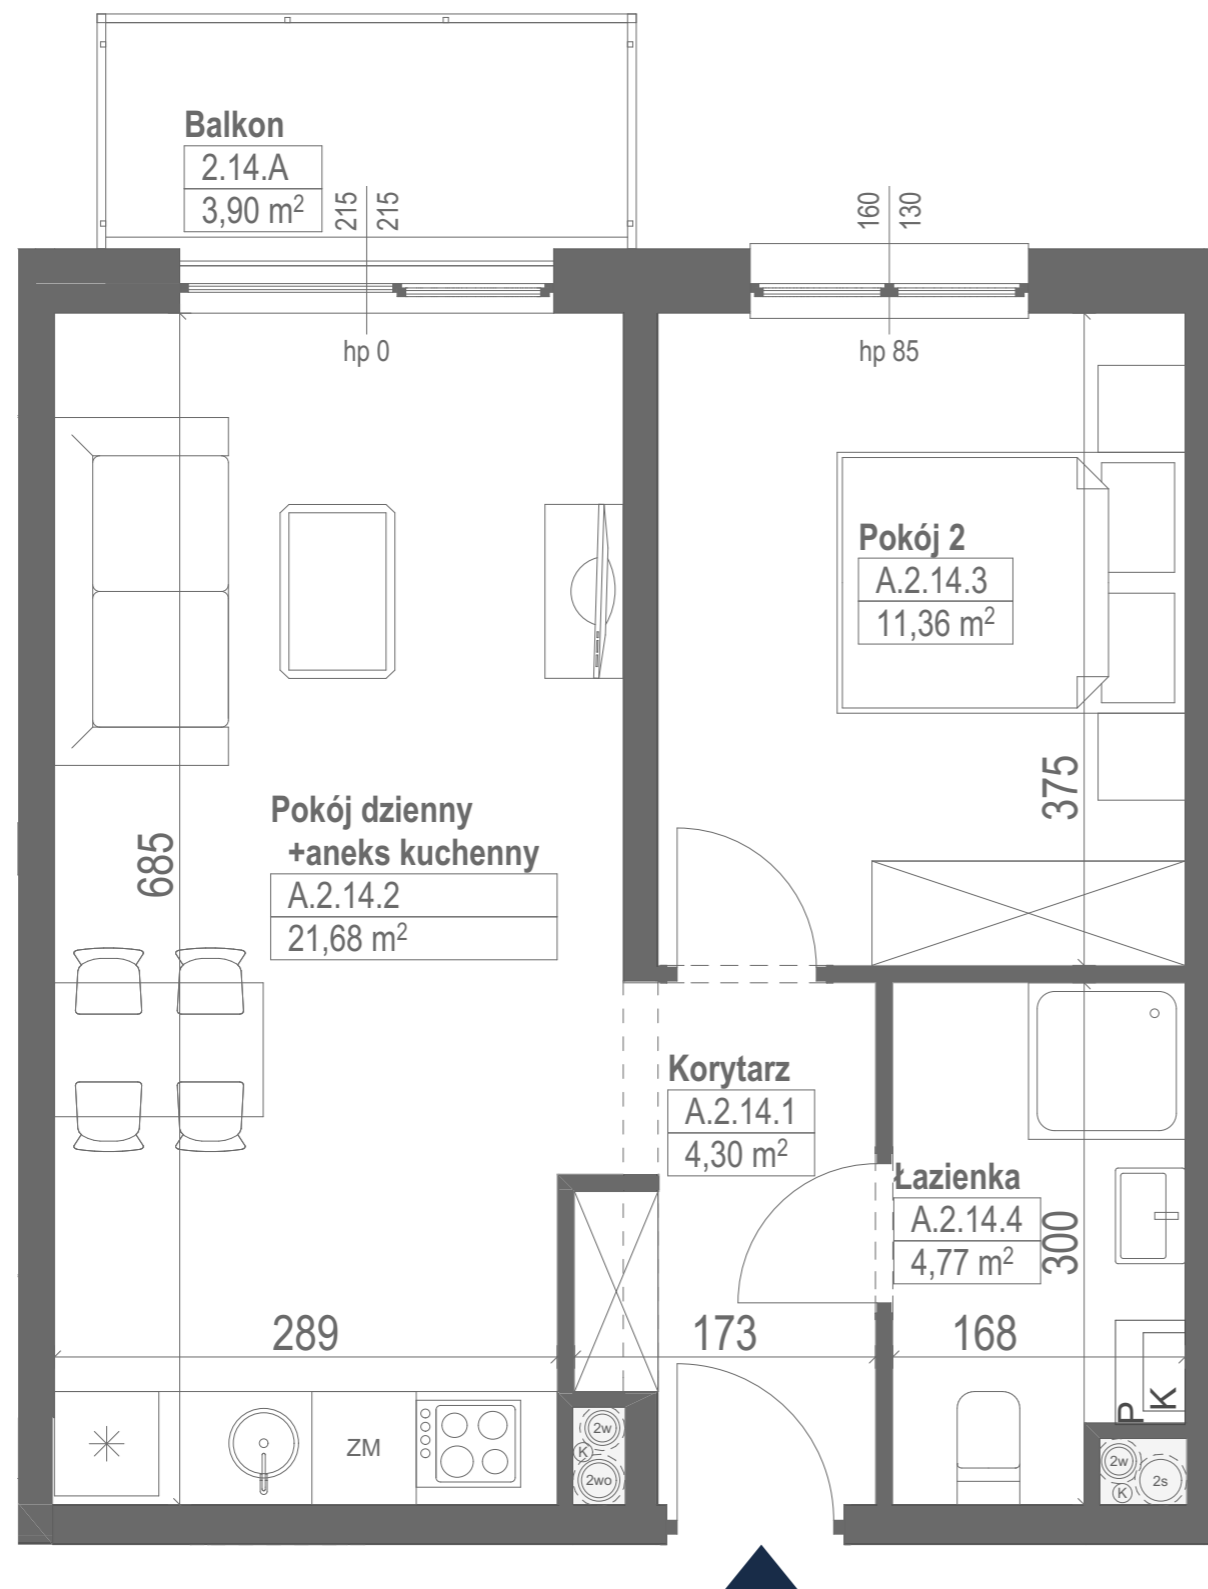 Balkon
2.14.A
3,90 m²
215
215
160
130
hp 0
hp 85
Pokój 2
A.2.14.3
11,36 m²
375
Pokój dzienny
+aneks kuchenny
A.2.14.2
21,68 m²
685
Korytarz
A.2.14.1
4,30 m²
Łazienka
A.2.14.4
4,77 m²
300
289
173
168
P
K
ZM
2w
K
2wo
2w
K
2s